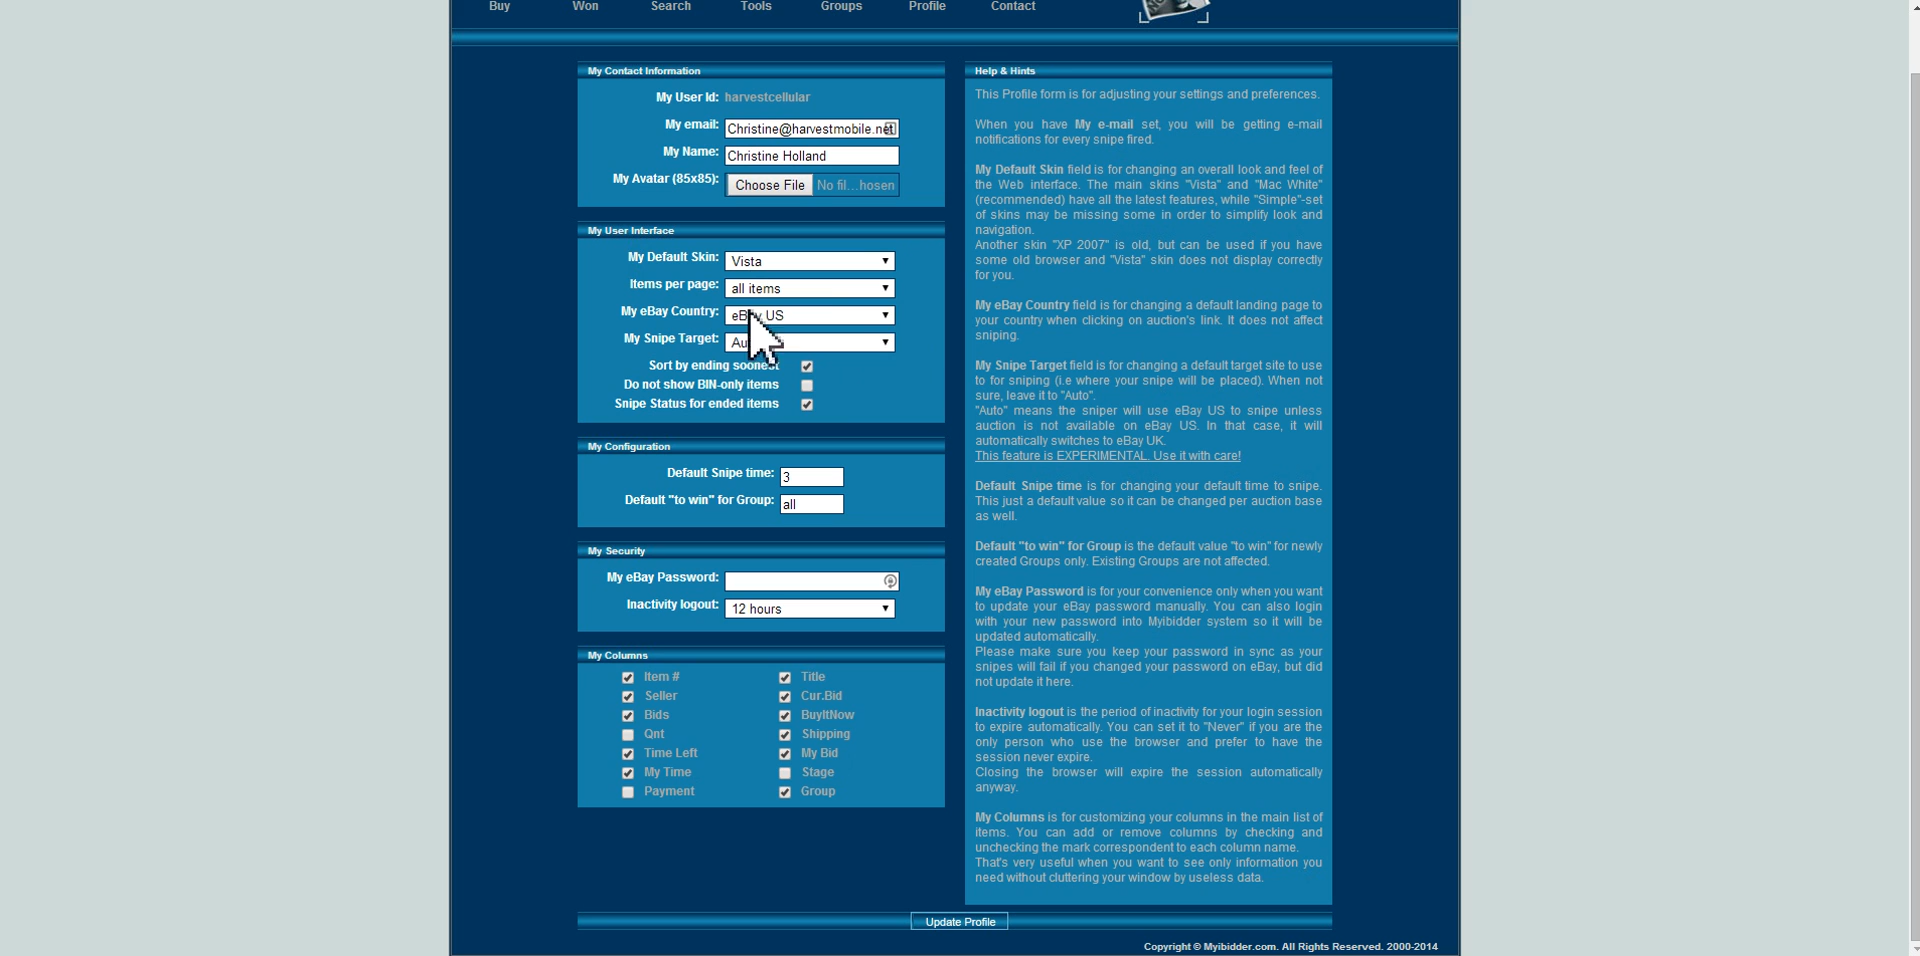 Buy Won Search Tools Groups Profile Contact
My Contact Information
My User Id: harvestcellular
My email: Christine@harvestmobile.net
My Name: Christine Holland
My Avatar (85x85): Choose File No fil...hosen
My User Interface
My Default Skin: Vista
Items per page: all items
My eBay Country: eBay US
My Snipe Target:
Sort by ending soonest
Do not show BIN-only items
Snipe Status for ended items
My Configuration
Default Snipe time: 3
Default "to win" for Group: all
My Security
My eBay Password:
Inactivity logout: 12 hours
My Columns
Item # Title
Seller Cur.Bid
Bids BuyItNow
Qnt Shipping
Time Left My Bid
My Time Stage
Payment Group
Help & Hints
This Profile form is for adjusting your settings and preferences.
When you have My e-mail set, you will be getting e-mail
notifications for every snipe fired.
My Default Skin field is for changing an overall look and feel of
the Web interface. The main skins "Vista" and "Mac White"
(recommended) have all the latest features, while "Simple"-set
of skins may be missing some in order to simplify look and
navigation.
Another skin "XP 2007" is old, but can be used if you have
some old browser and "Vista" skin does not display correctly
for you.
My eBay Country field is for changing a default landing page to
your country when clicking on auction's link. It does not affect
sniping.
My Snipe Target field is for changing a default target site to use
to for sniping (i.e where your snipe will be placed). When not
sure, leave it to "Auto".
"Auto" means the sniper will use eBay US to snipe unless
auction is not available on eBay US. In that case, it will
automatically switches to eBay UK.
This feature is EXPERIMENTAL. Use it with care!
Default Snipe time is for changing your default time to snipe.
This just a default value so it can be changed per auction base
as well.
Default "to win" for Group is the default value "to win" for newly
created Groups only. Existing Groups are not affected.
My eBay Password is for your convenience only when you want
to update your eBay password manually. You can also login
with your new password into Myibidder system so it will be
updated automatically.
Please make sure you keep your password in sync as your
snipes will fail if you changed your password on eBay, but did
not update it here.
Inactivity logout is the period of inactivity for your login session
to expire automatically. You can set it to "Never" if you are the
only person who use the browser and prefer to have the
session never expire.
Closing the browser will expire the session automatically
anyway.
My Columns is for customizing your columns in the main list of
items. You can add or remove columns by checking and
unchecking the mark correspondent to each column name.
That's very useful when you want to see only information you
need without cluttering your window by useless data.
Update Profile
Copyright © Myibidder.com. All Rights Reserved. 2000-2014